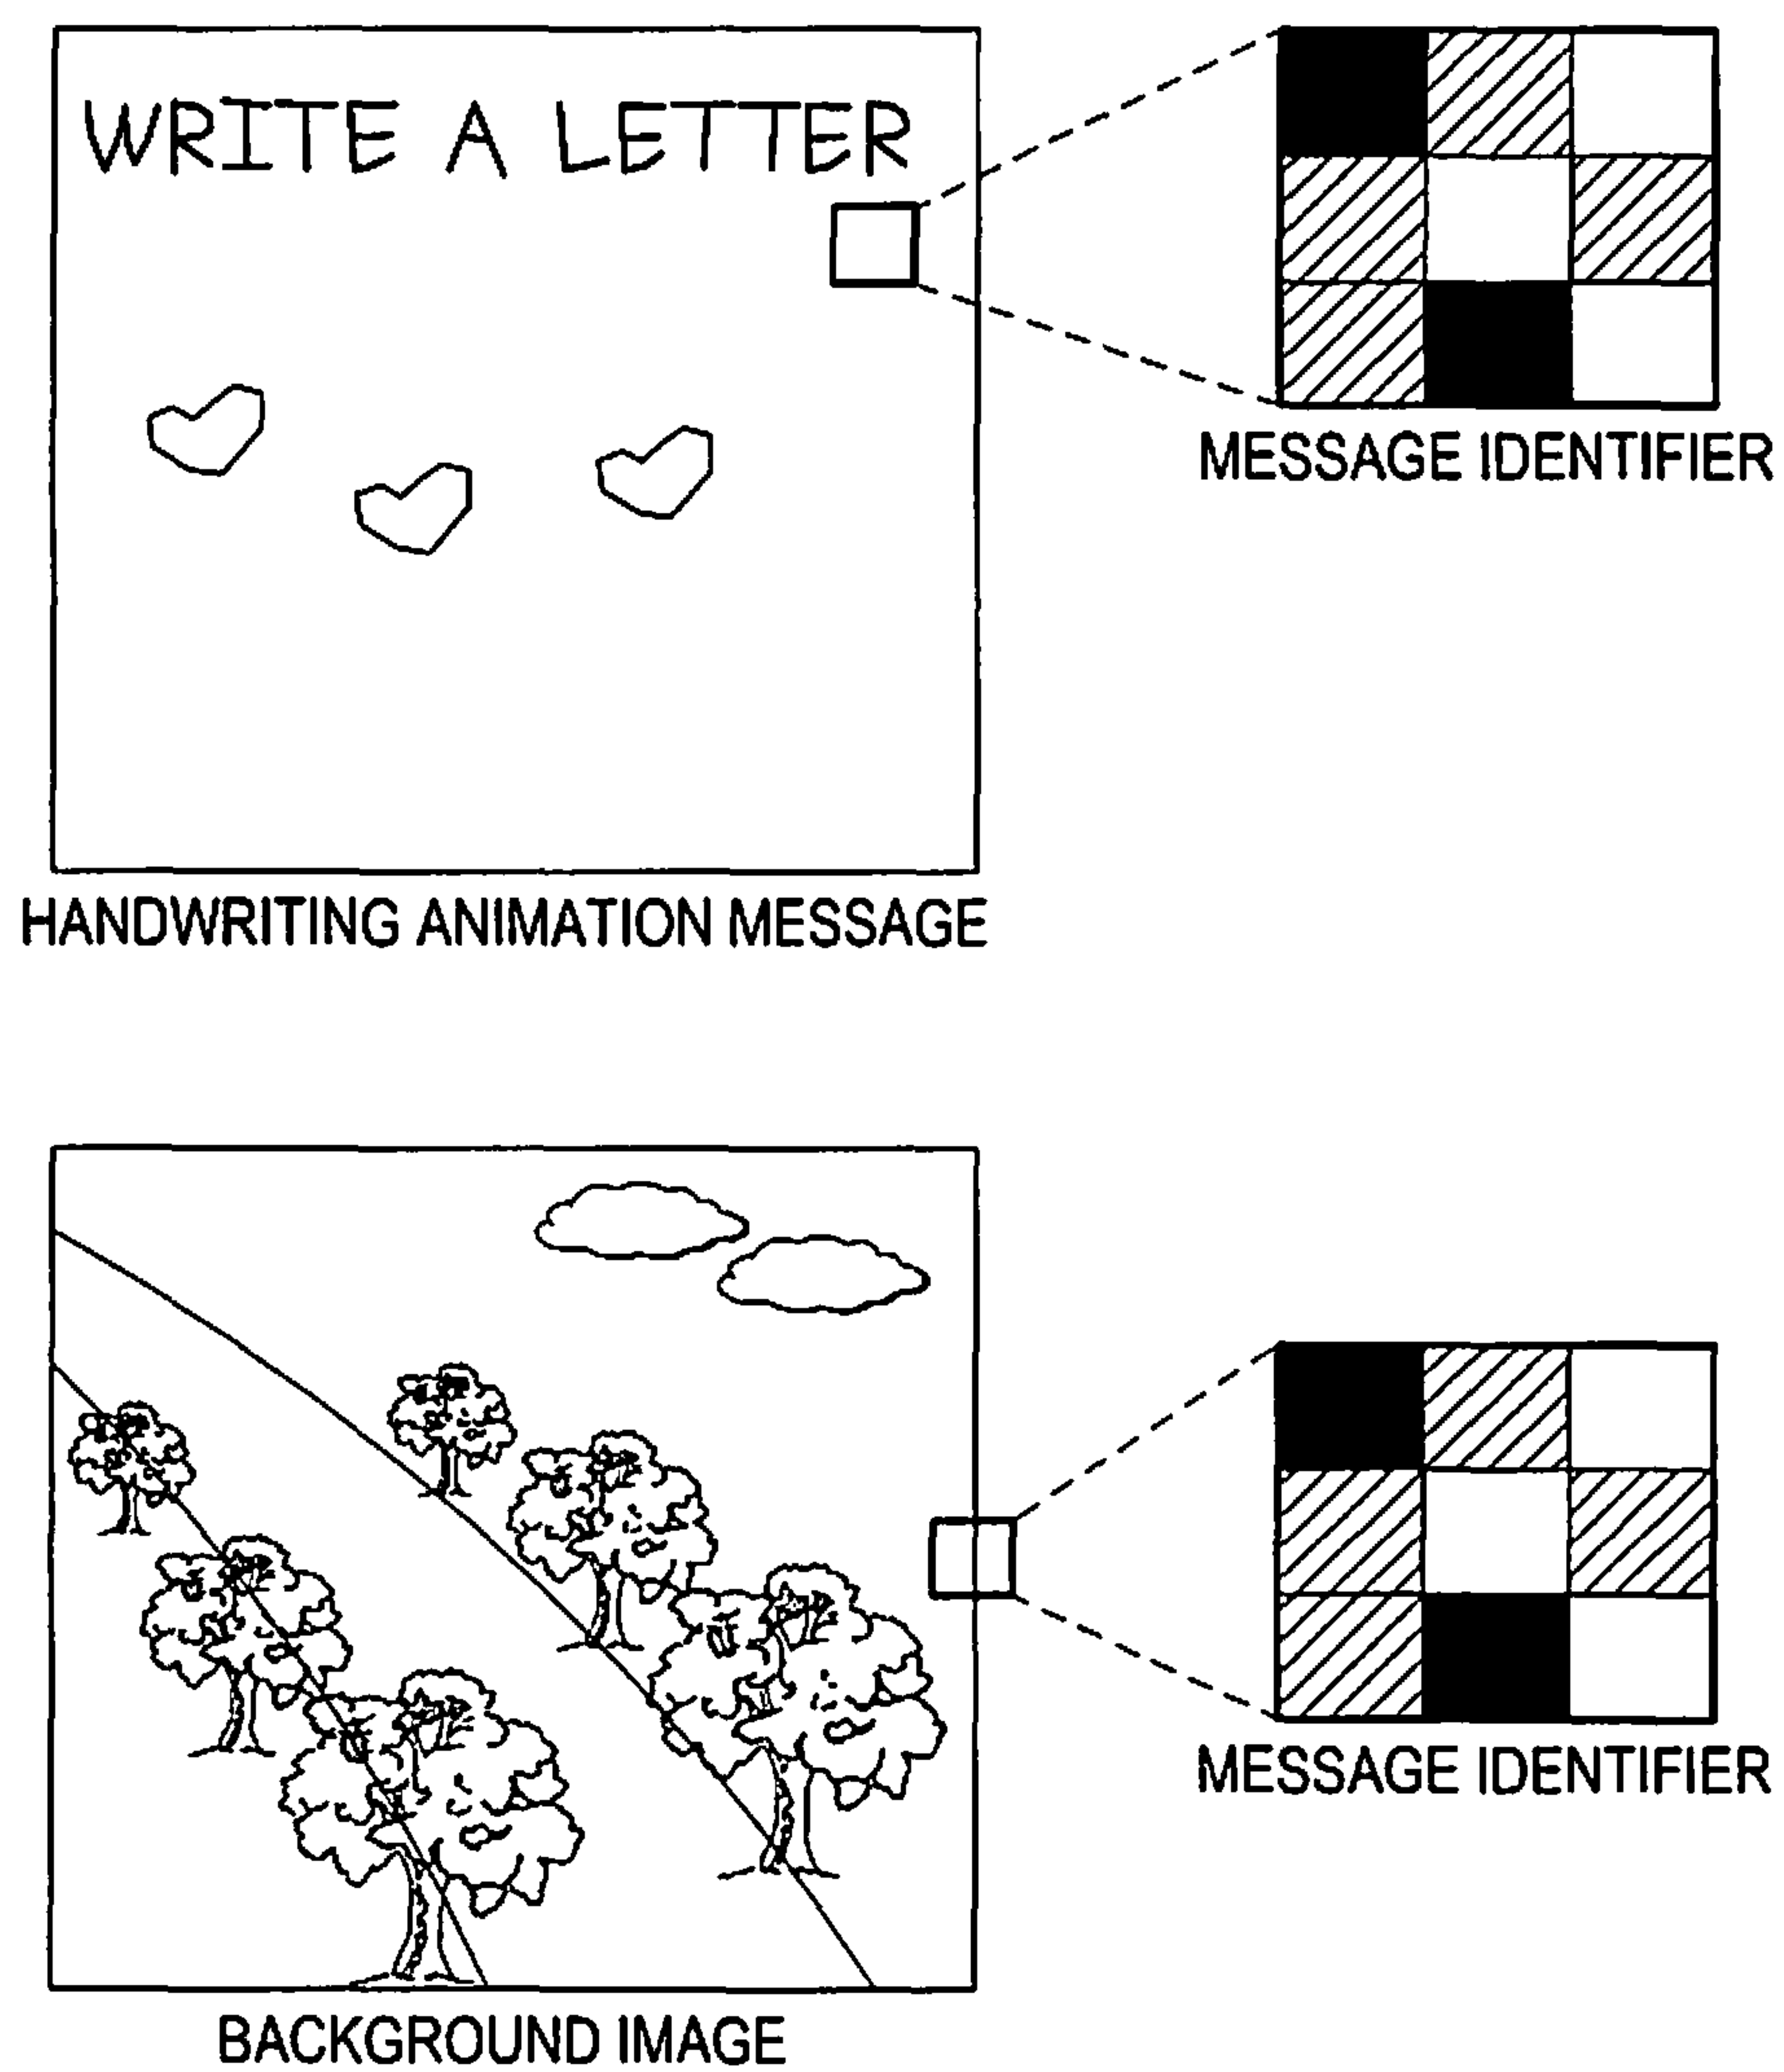 WRITE A LETTER
MESSAGE IDENTIFIER
HANDWRITING ANIMATION MESSAGE
MESSAGE IDENTIFIER
BACKGROUND IMAGE